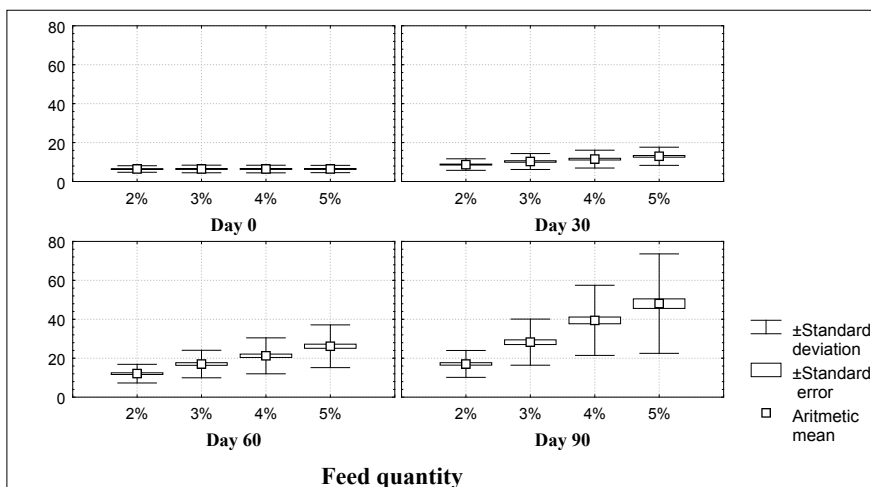 80
60
40
20
0
2% 3% 4% 5%
Day 0
2% 3% 4% 5%
Day 30
80
60
40
20
0
2% 3% 4% 5%
Day 60
2% 3% 4% 5%
Day 90
±Standard
deviation
±Standard
error
Aritmetic
mean
Feed quantity